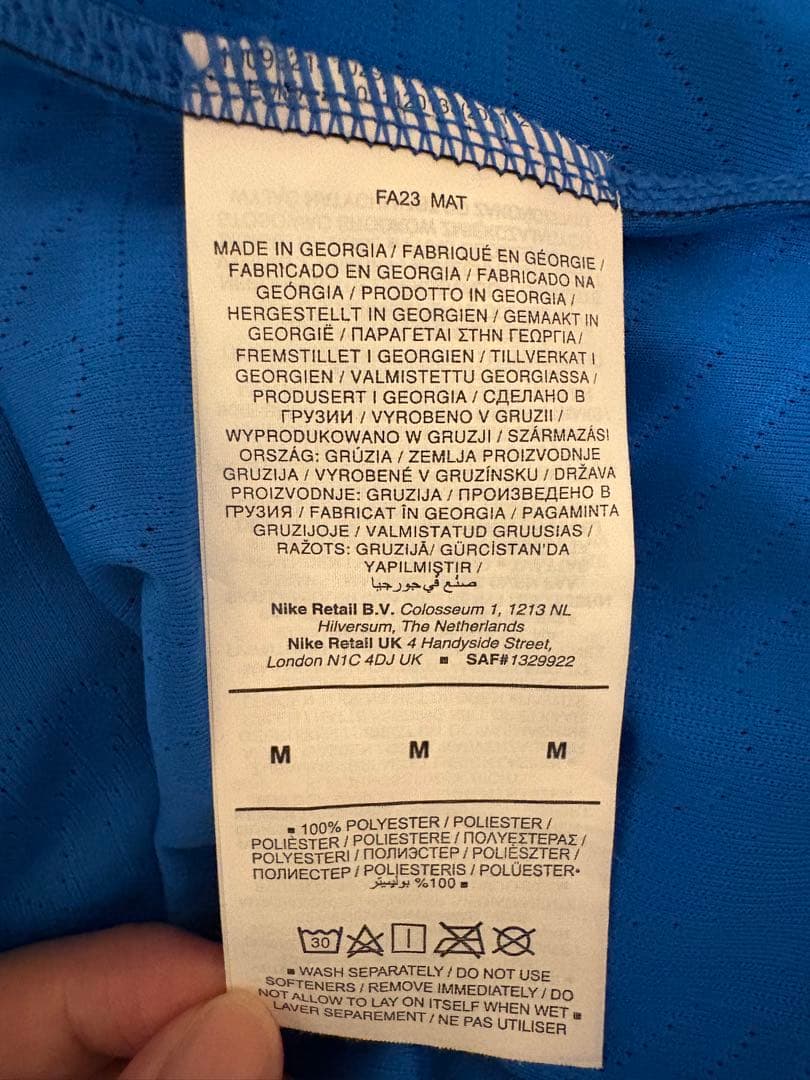 FA23 MAT
MADE IN GEORGIA / FABRIQUÉ EN GÉORGIE /
FABRICADO EN GEORGIA / FABRICADO NA
GEÓRGIA / PRODOTTO IN GEORGIA /
HERGESTELLT IN GEORGIEN / GEMAAKT IN
GEORGIË / ΠΑΡΑΓΕΤΑΙ ΣΤΗΝ ΓΕΩΡΓΙΑ /
FREMSTILLET I GEORGIEN / TILLVERKAT I
GEORGIEN / VALMISTETTU GEORGIASSA /
PRODUSERT I GEORGIA / СДЕЛАНО В
ГРУЗИИ / VYROBENO V GRUZII /
WYPRODUKOWANO W GRUZJI / SZÁRMAZÁSI
ORSZÁG: GRÚZIA / ZEMLJA PROIZVODNJE
GRUZIJA / VYROBENÉ V GRUZÍNSKU / DRŽAVA
PROIZVODNJE: GRUZIJA / ПРОИЗВЕДЕНО В
ГРУЗИЯ / FABRICAT ÎN GEORGIA / PAGAMINTA
GRUZIJOJE / VALMISTATUD GRUUSIAS /
RAŽOTS: GRUZIJĀ/ GÜRCİSTAN'DA
YAPILMIŞTIR /
صنع في جورجيا
Nike Retail B.V. Colosseum 1, 1213 NL
Hilversum, The Netherlands
Nike Retail UK 4 Handyside Street,
London N1C 4DJ UK ▪ SAF#1329922
M M M
▪ 100% POLYESTER / POLIESTER /
POLIÈSTER / POLIESTERE / ΠΟΛΥΕΣΤΕΡΑΣ /
POLYESTERI / ПОЛИЭСТЕР / POLIÉSZTER /
ПОЛИЕСТЕР / POLIESTERIS / POLÜESTER▪
100% بوليستر ▪
30
▪ WASH SEPARATELY / DO NOT USE
SOFTENERS / REMOVE IMMEDIATELY / DO
NOT ALLOW TO LAY ON ITSELF WHEN WET ▪
LAVER SEPAREMENT / NE PAS UTILISER